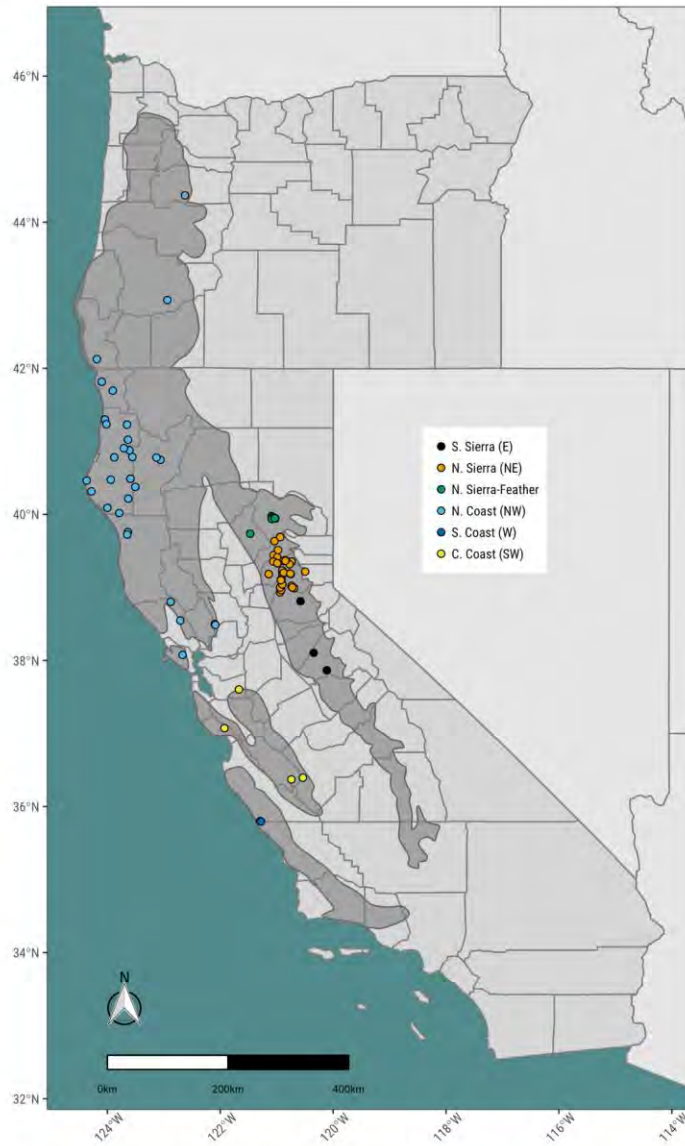 46°N
44°N
42°N
40°N
38°N
36°N
34°N
32°N
S. Sierra (E)
N. Sierra (NE)
N. Sierra-Feather
N. Coast (NW)
S. Coast (W)
C. Coast (SW)
N
0km
200km
400km
124°W
122°W
120°W
118°W
116°W
114°W